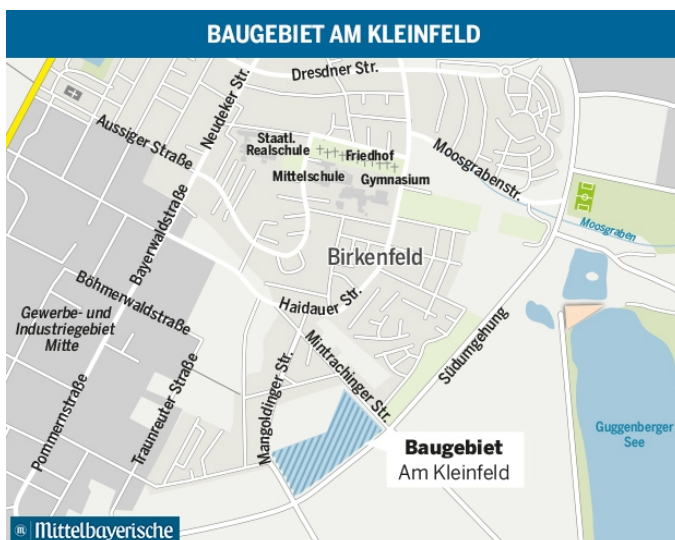 BAUGEBIET AM KLEINFELD
Dresdner Str.
Neudeker Str.
Aussiger Straße
Staatl.
Realschule
Friedhof
Mittelschule
Gymnasium
Moosgrabenstr.
Moosgraben
Bayerwaldstraße
Birkenfeld
Böhmerwaldstraße
Haidauer Str.
Gewerbe- und
Industriegebiet
Mitte
Mintrachinger Str.
Südumgehung
Pommernstraße
Traunreuter Straße
Mangoldinger Str.
Guggenberger
See
Baugebiet
Am Kleinfeld
m Mittelbayerische